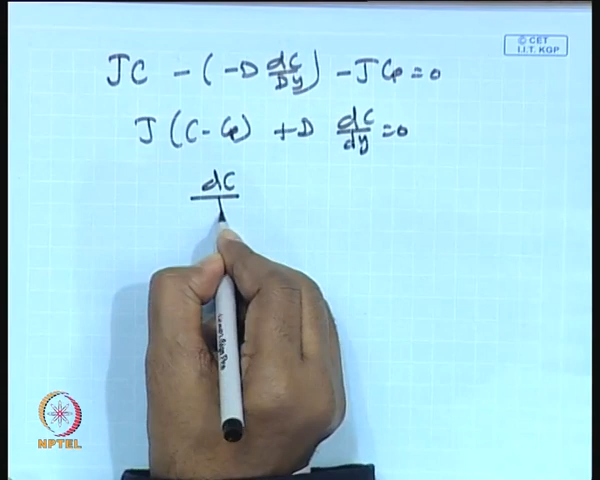 © CET
I.I.T. KGP
JC - (-D dC/Dy) - JCp = 0
J (C - Cp) + D dC/dy = 0
dC
NPTEL